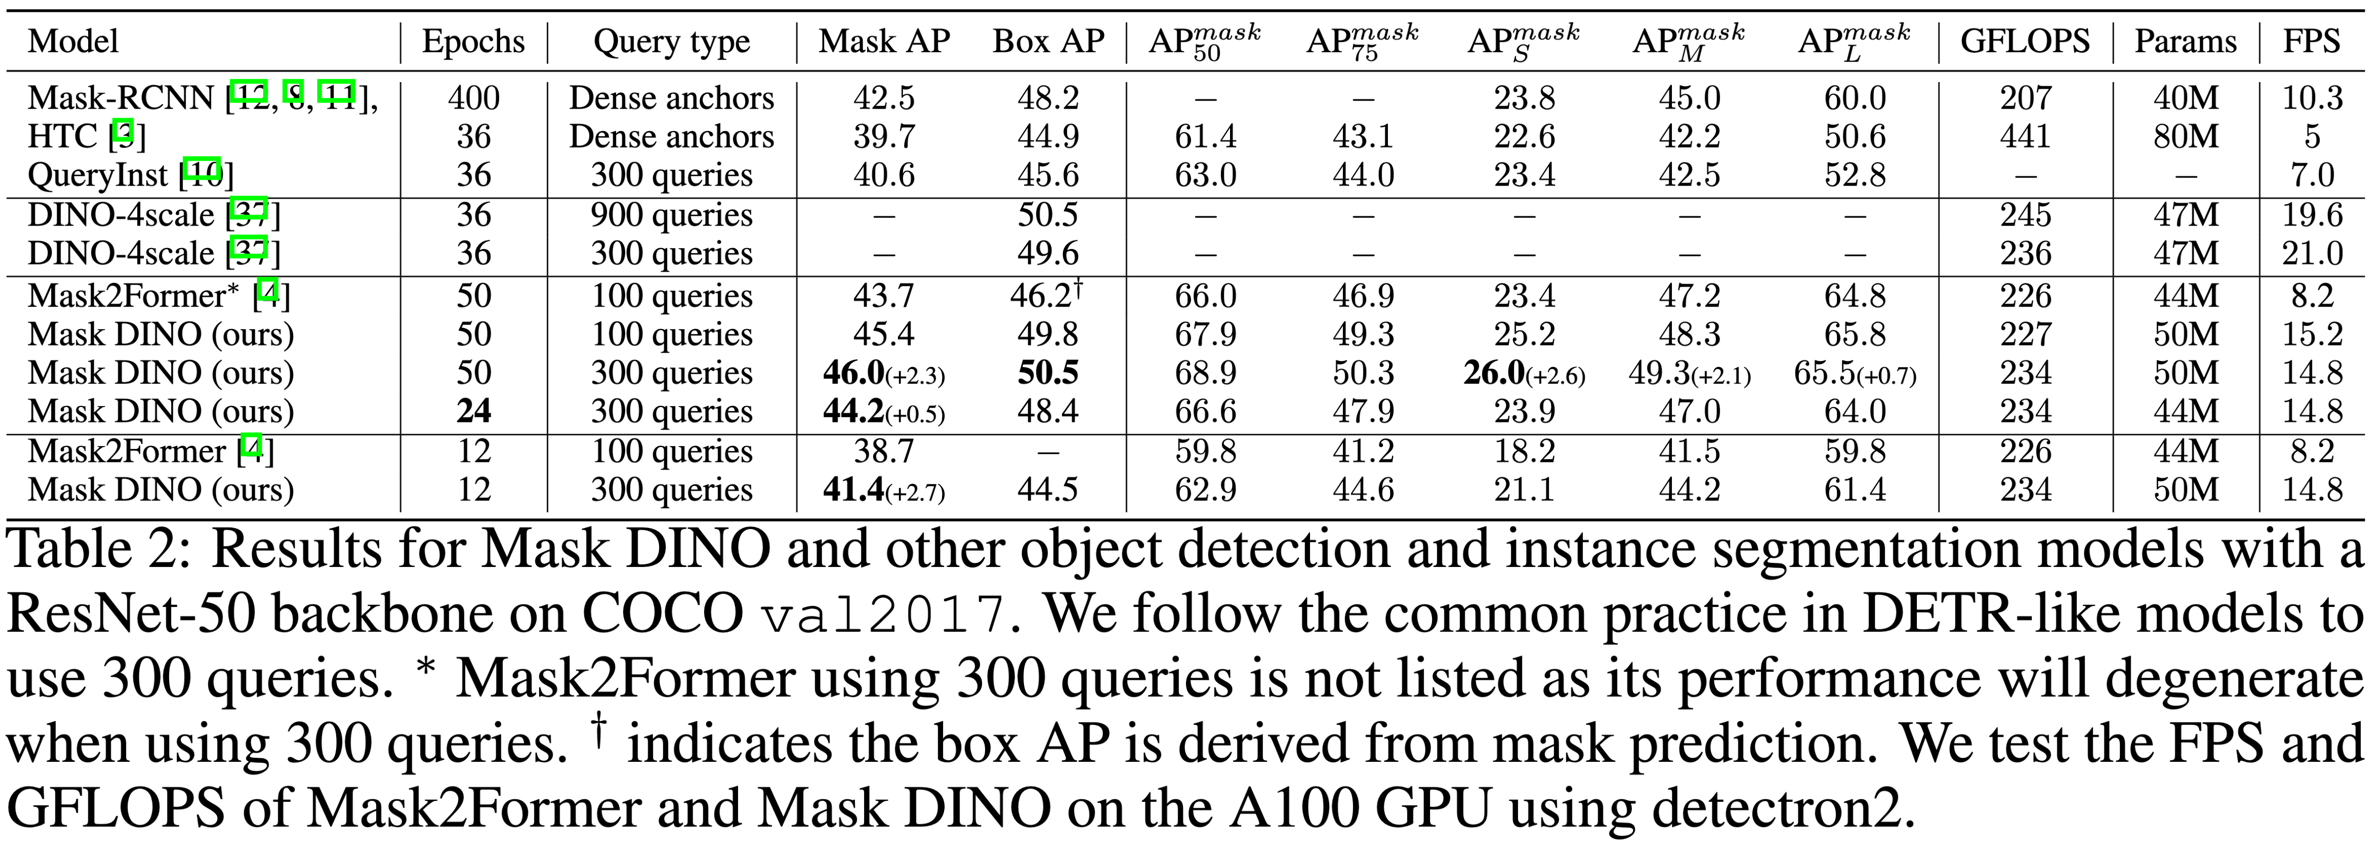 Model Epochs Query type Mask AP Box AP AP_50^mask AP_75^mask AP_S^mask AP_M^mask AP_L^mask GFLOPS Params FPS
Mask-RCNN [12, 8, 11], 400 Dense anchors 42.5 48.2 – – 23.8 45.0 60.0 207 40M 10.3
HTC [3] 36 Dense anchors 39.7 44.9 61.4 43.1 22.6 42.2 50.6 441 80M 5
QueryInst [10] 36 300 queries 40.6 45.6 63.0 44.0 23.4 42.5 52.8 – – 7.0
DINO-4scale [37] 36 900 queries – 50.5 – – – – – 245 47M 19.6
DINO-4scale [37] 36 300 queries – 49.6 – – – – – 236 47M 21.0
Mask2Former* [4] 50 100 queries 43.7 46.2† 66.0 46.9 23.4 47.2 64.8 226 44M 8.2
Mask DINO (ours) 50 100 queries 45.4 49.8 67.9 49.3 25.2 48.3 65.8 227 50M 15.2
Mask DINO (ours) 50 300 queries 46.0(+2.3) 50.5 68.9 50.3 26.0(+2.6) 49.3(+2.1) 65.5(+0.7) 234 50M 14.8
Mask DINO (ours) 24 300 queries 44.2(+0.5) 48.4 66.6 47.9 23.9 47.0 64.0 234 44M 14.8
Mask2Former [4] 12 100 queries 38.7 – 59.8 41.2 18.2 41.5 59.8 226 44M 8.2
Mask DINO (ours) 12 300 queries 41.4(+2.7) 44.5 62.9 44.6 21.1 44.2 61.4 234 50M 14.8
Table 2: Results for Mask DINO and other object detection and instance segmentation models with a
ResNet-50 backbone on COCO val2017. We follow the common practice in DETR-like models to
use 300 queries. * Mask2Former using 300 queries is not listed as its performance will degenerate
when using 300 queries. † indicates the box AP is derived from mask prediction. We test the FPS and
GFLOPS of Mask2Former and Mask DINO on the A100 GPU using detectron2.